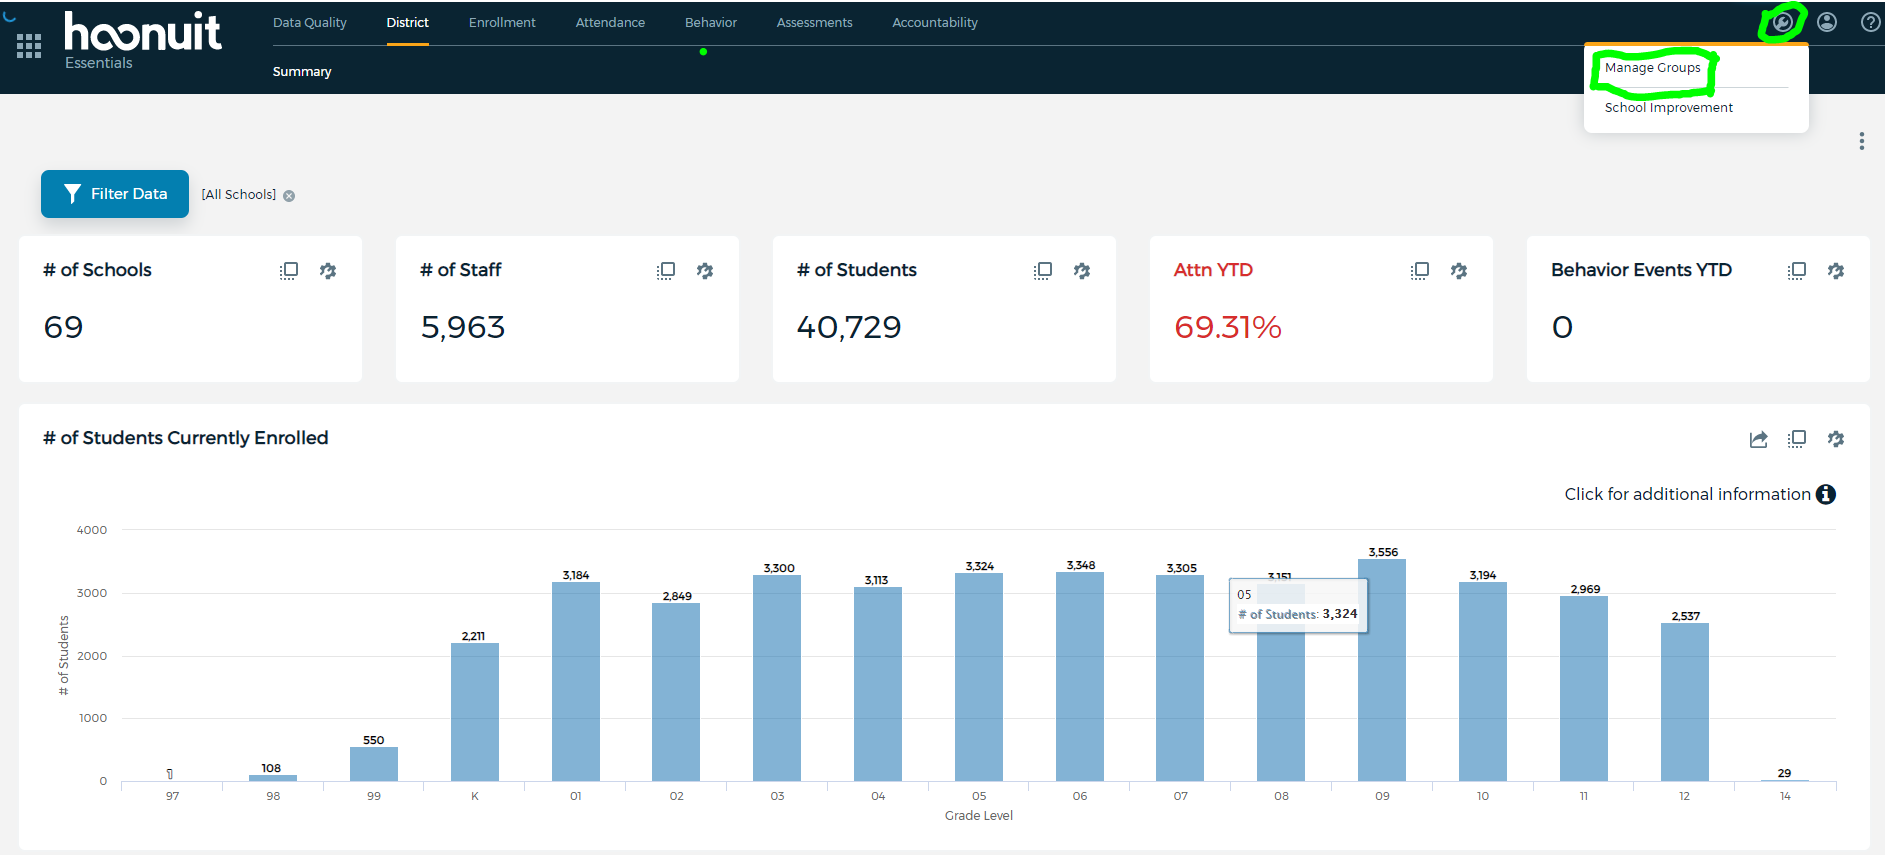 hoonuit
Essentials
Data Quality District Enrollment Attendance Behavior Assessments Accountability
Summary
Manage Groups
School Improvement
Filter Data [All Schools]
# of Schools
69
# of Staff
5,963
# of Students
40,729
Attn YTD
69.31%
Behavior Events YTD
0
# of Students Currently Enrolled
Click for additional information
# of Students
4000
3000
2000
1000
0
1 108 550 2,211 3,184 2,849 3,300 3,113 3,324 3,348 3,305 3,151 3,556 3,194 2,969 2,537 29
05
# of Students: 3,324
97 98 99 K 01 02 03 04 05 06 07 08 09 10 11 12 14
Grade Level